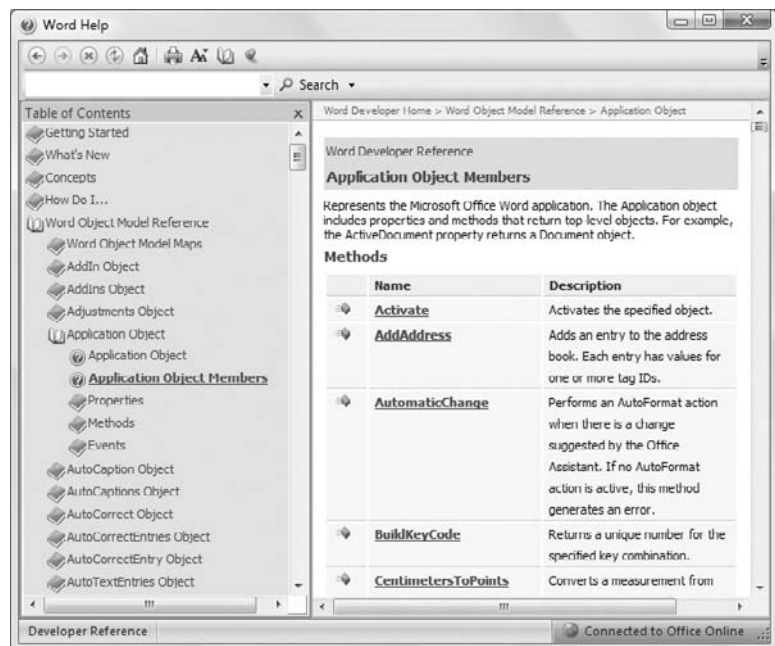 Word Help
Search
Table of Contents
Getting Started
What's New
Concepts
How Do I...
Word Object Model Reference
Word Object Model Maps
AddIn Object
AddIns Object
Adjustments Object
Application Object
Application Object
Application Object Members
Properties
Methods
Events
AutoCaption Object
AutoCaptions Object
AutoCorrect Object
AutoCorrectEntries Object
AutoCorrectEntry Object
AutoTextEntries Object
Word Developer Home > Word Object Model Reference > Application Object
Word Developer Reference
Application Object Members
Represents the Microsoft Office Word application. The Application object
includes properties and methods that return top-level objects. For example,
the ActiveDocument property returns a Document object.
Methods
Name Description
Activate Activates the specified object.
AddAddress Adds an entry to the address
book. Each entry has values for
one or more tag IDs.
AutomaticChange Performs an AutoFormat action
when there is a change
suggested by the Office
Assistant. If no AutoFormat
action is active, this method
generates an error.
BuildKeyCode Returns a unique number for the
specified key combination.
CentimetersToPoints Converts a measurement from
Developer Reference
Connected to Office Online